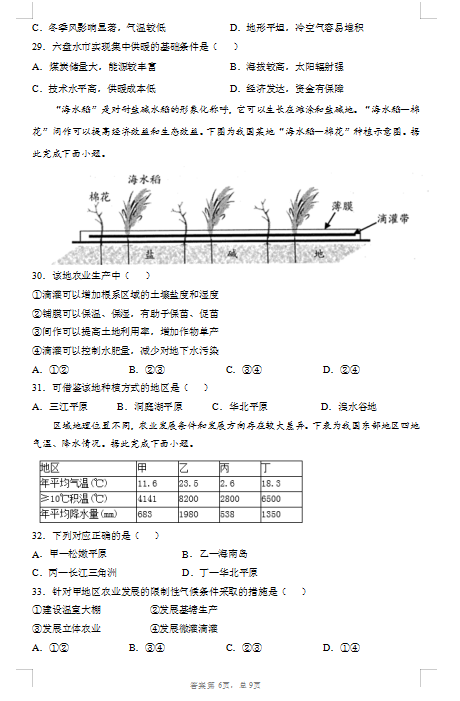 C．冬季风影响显著，气温较低 D．地形平坦，冷空气容易堆积
29．六盘水市实现集中供暖的基础条件是（ ）
A．煤炭储量大，能源较丰富 B．海拔较高，太阳辐射强
C．技术水平高，供暖成本低 D．经济发达，资金有保障
“海水稻”是对耐盐碱水稻的形象化称呼，它可以生长在滩涂和盐碱地。“海水稻—棉
花”间作可以提高经济效益和生态效益。下图为我国某地“海水稻—棉花”种植示意图。据
此完成下面小题。
海水稻
棉花
薄膜
滴灌带
盐 碱 地
30．该地农业生产中（ ）
①滴灌可以增加根系区域的土壤盐度和湿度
②铺膜可以保温、保湿，有助于保苗、促苗
③间作可以提高土地利用率，增加作物单产
④滴灌可以控制水肥量，减少对地下水污染
A．①② B．②③ C．③④ D．②④
31．可借鉴该地种植方式的地区是（ ）
A．三江平原 B．洞庭湖平原 C．华北平原 D．湟水谷地
区域地理位置不同，农业发展条件和发展方向存在较大差异。下表为我国东部地区四地
气温、降水情况。据此完成下面小题。
地区 甲 乙 丙 丁
年平均气温(℃) 11.6 23.5 2.6 18.3
≥10℃积温(℃) 4141 8200 2800 6500
年平均降水量(mm) 683 1980 538 1350
32．下列对应正确的是（ ）
A．甲—松嫩平原 B．乙—海南岛
C．丙—长江三角洲 D．丁—华北平原
33．针对甲地区农业发展的限制性气候条件采取的措施是（ ）
①建设温室大棚 ②发展基塘生产
③发展立体农业 ④发展微灌滴灌
A．①② B．③④ C．②③ D．①④
答案第 6页，总 9页